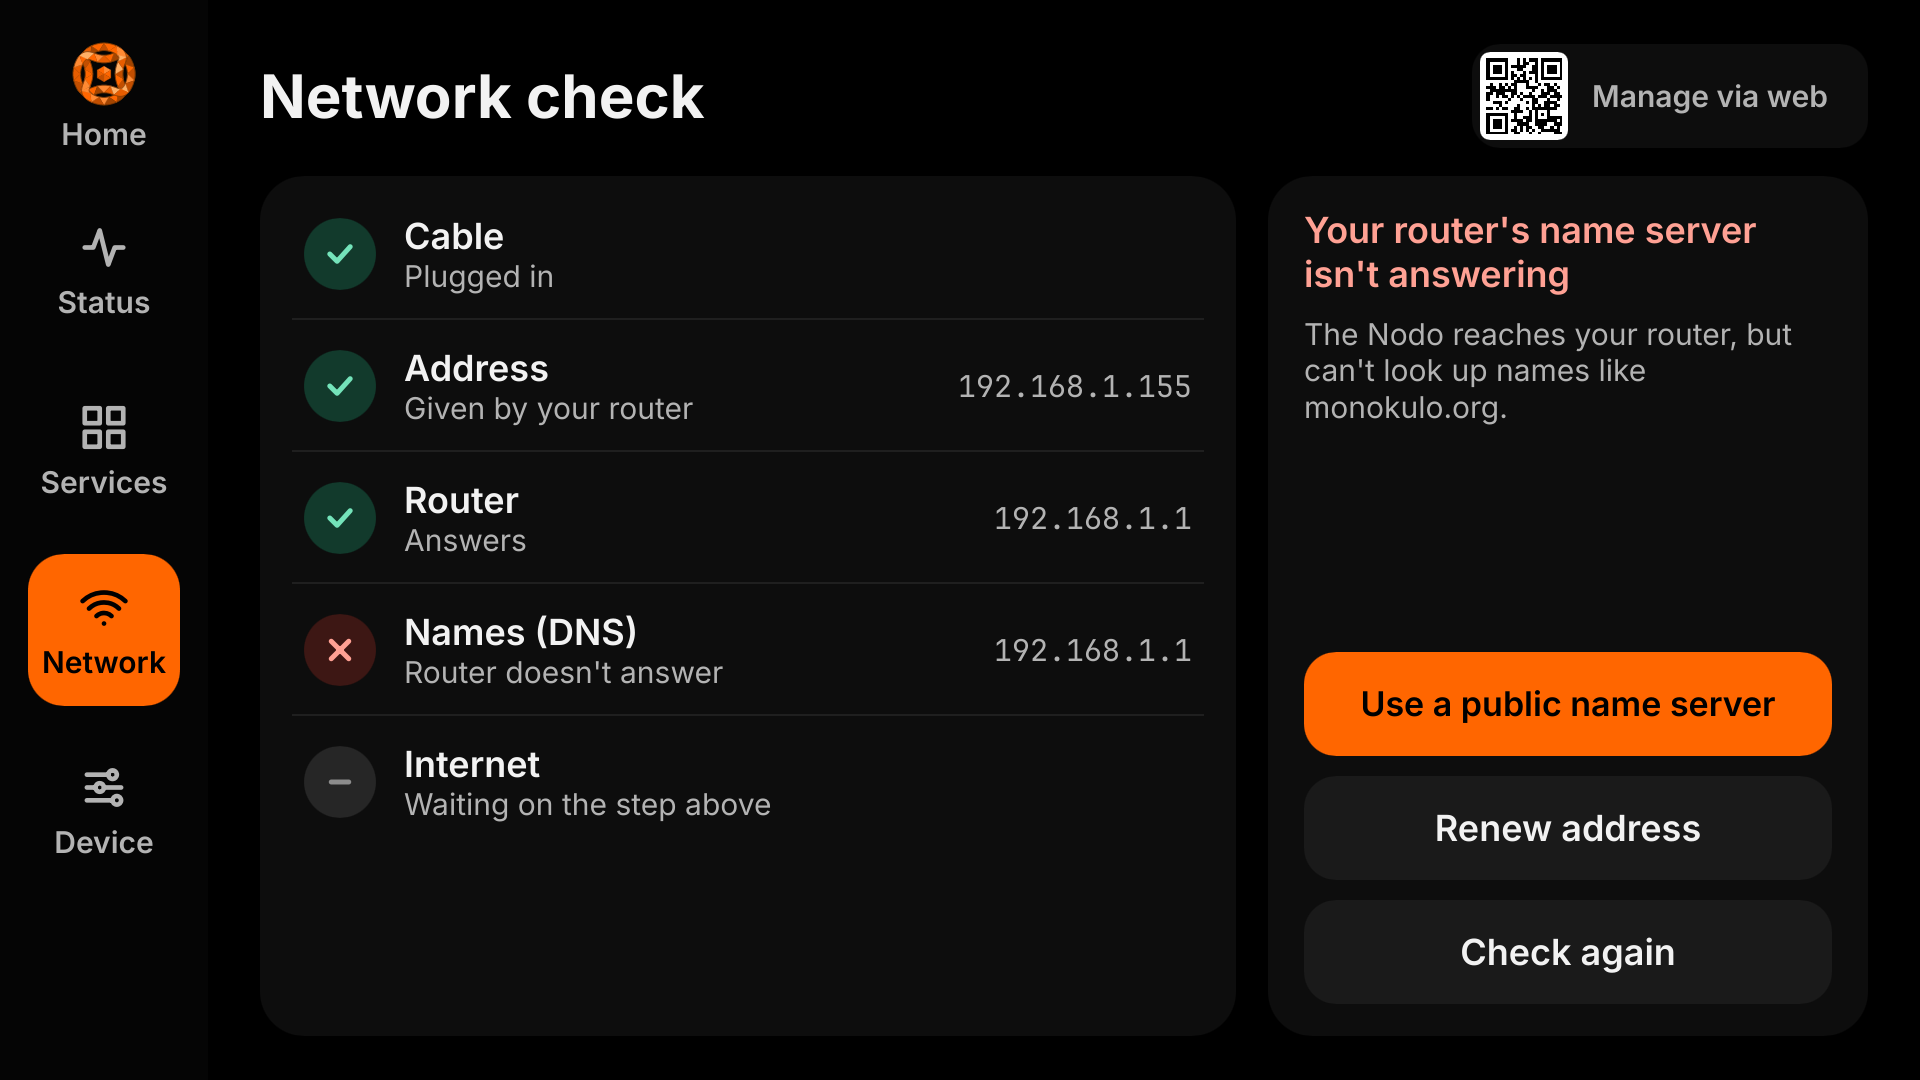 Home
Status
Services
Network
Device
Network check
Manage via web
Cable
Plugged in
Address
Given by your router
192.168.1.155
Router
Answers
192.168.1.1
Names (DNS)
Router doesn't answer
192.168.1.1
Internet
Waiting on the step above
Your router's name server
isn't answering
The Nodo reaches your router, but
can't look up names like
monokulo.org.
Use a public name server
Renew address
Check again